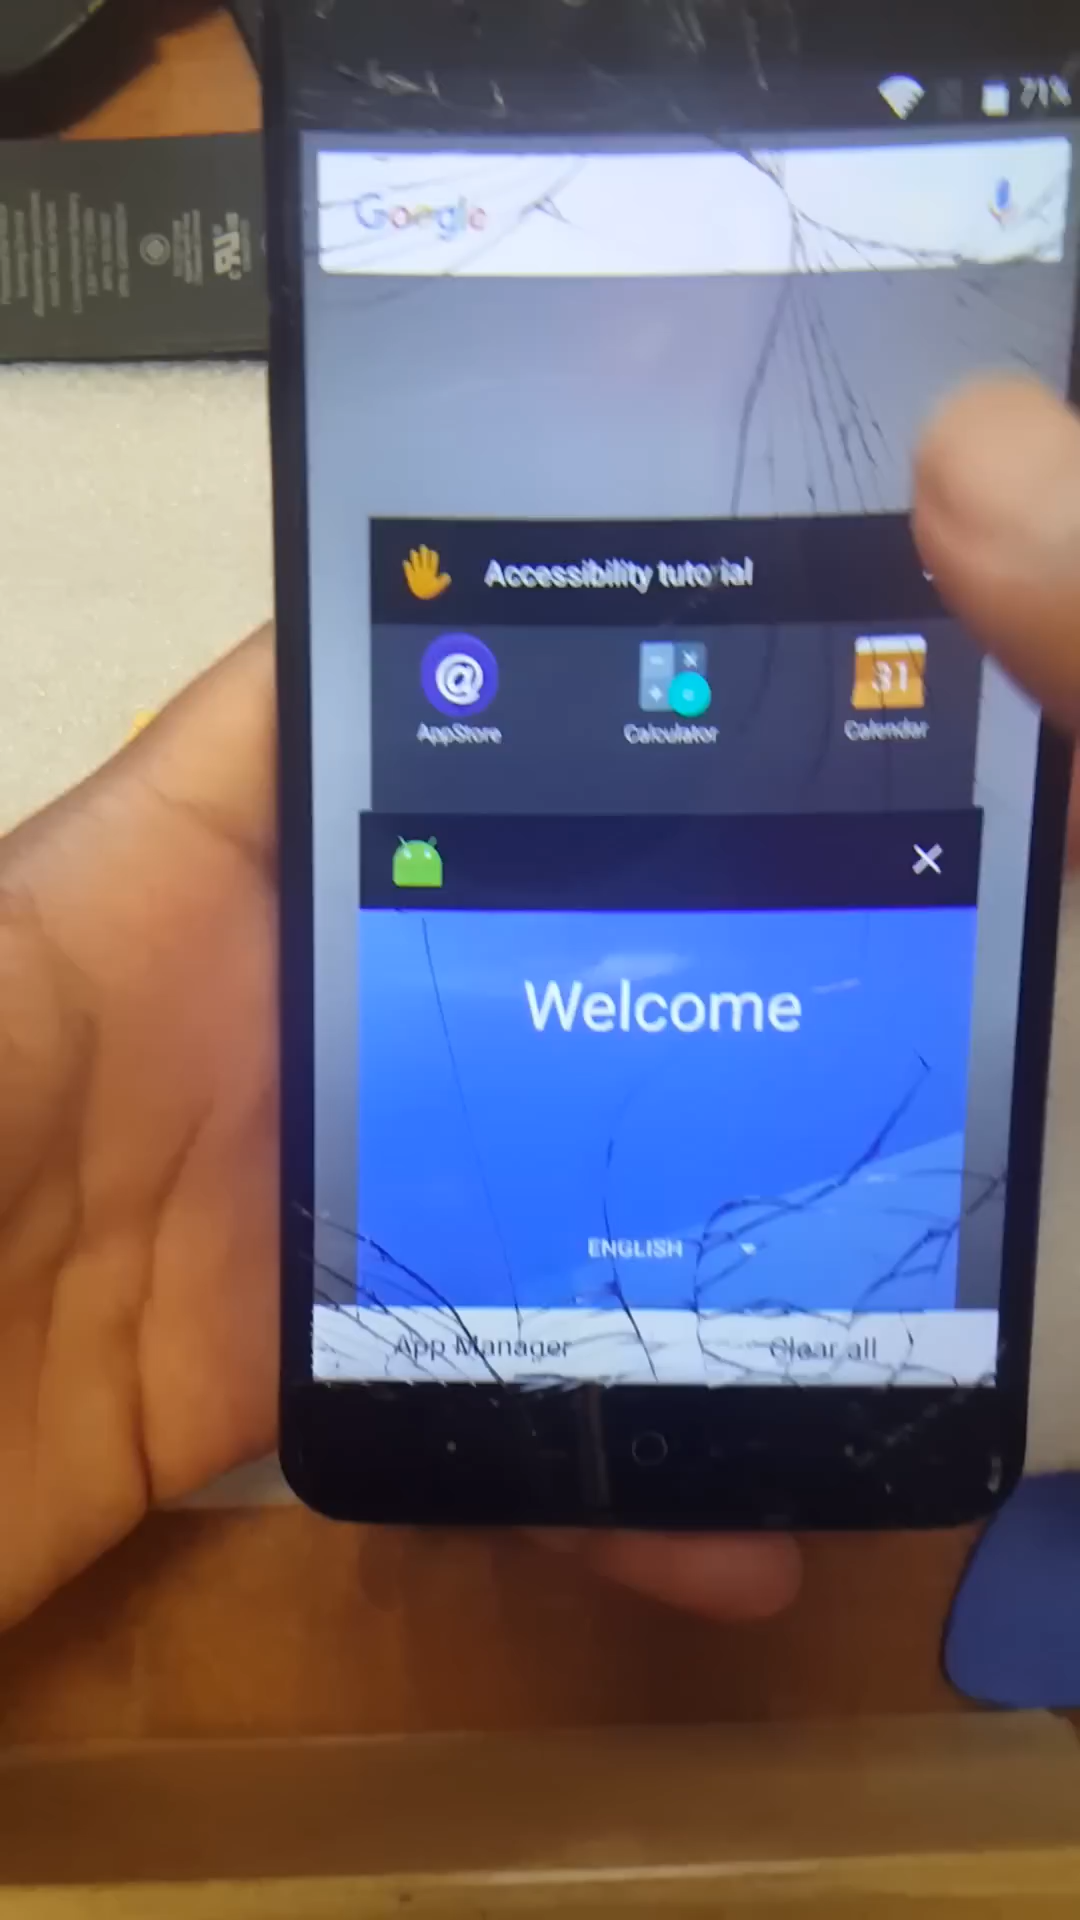 71%
Google
Accessibility tutorial
AppStore
Calculator
31
Calendar
Welcome
ENGLISH
App Manager
Clear all